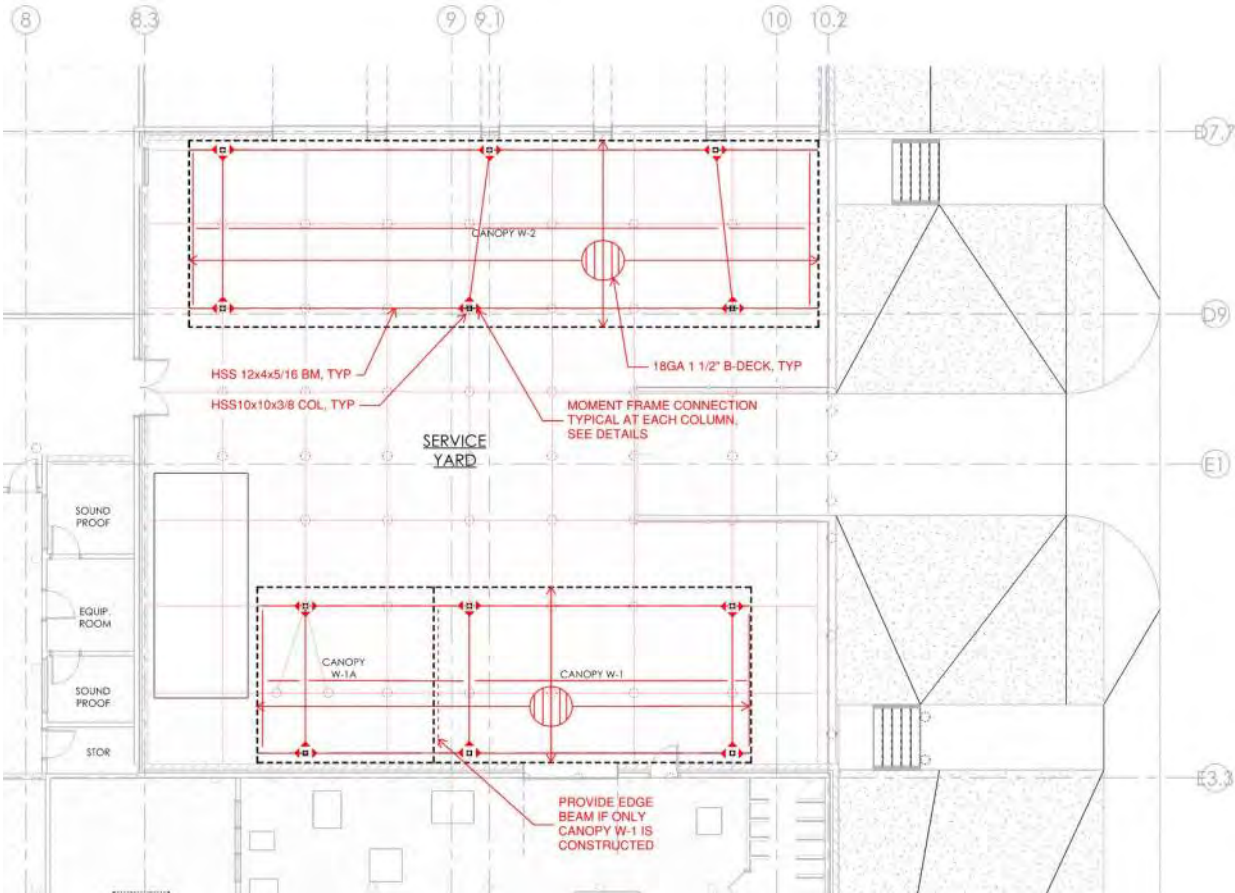 8
8.3
9
9.1
10
10.2
D7.7
CANOPY W-2
D9
HSS 12x4x5/16 BM, TYP
18GA 1 1/2" B-DECK, TYP
HSS10x10x3/8 COL, TYP
MOMENT FRAME CONNECTION
TYPICAL AT EACH COLUMN,
SEE DETAILS
SERVICE
YARD
E1
SOUND
PROOF
EQUIP.
ROOM
CANOPY
W-1A
CANOPY W-1
SOUND
PROOF
STOR
E3.3
PROVIDE EDGE
BEAM IF ONLY
CANOPY W-1 IS
CONSTRUCTED